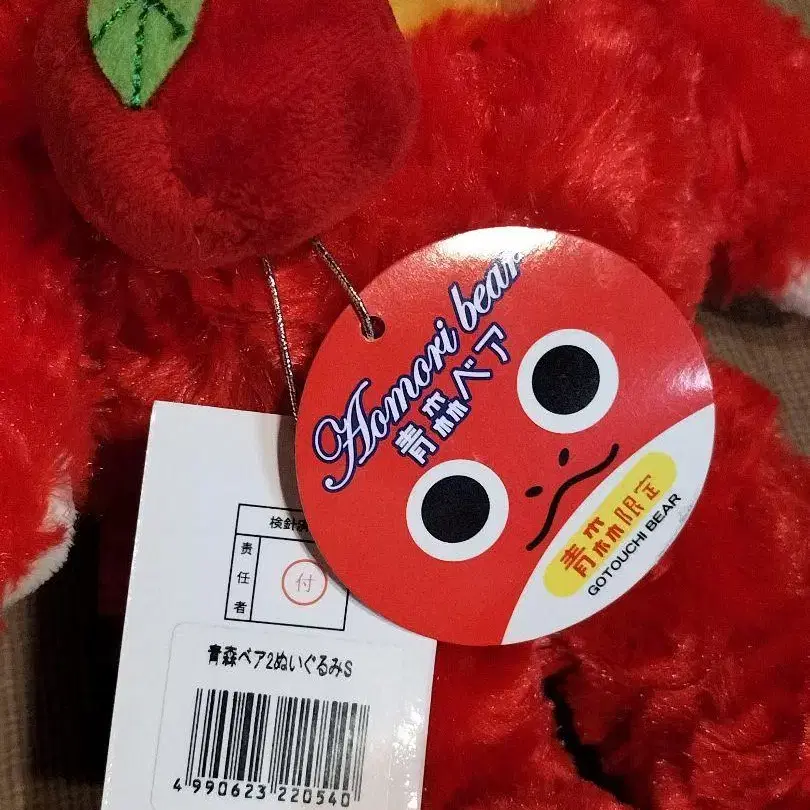 Aomori bear
青森ベア
青森限定
GOTOUCHI BEAR
検針
責任者
付
青森ベア2ぬいぐるみS
4 990623 220540